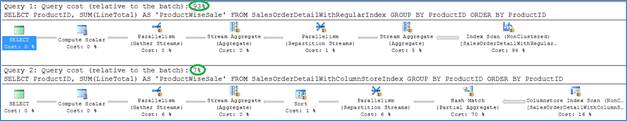 Query 1: Query cost (relative to the batch): 93%
SELECT ProductID, SUM(LineTotal) AS 'ProductWiseSale' FROM SalesOrderDetailWithRegularIndex GROUP BY ProductID ORDER BY ProductID
SELECT
Cost: 0 %
Compute Scalar
Cost: 0 %
Parallelism
(Gather Streams)
Cost: 0 %
Stream Aggregate
(Aggregate)
Cost: 0 %
Parallelism
(Repartition Streams)
Cost: 0 %
Stream Aggregate
(Aggregate)
Cost: 5 %
Index Scan (NonClustered)
[SalesOrderDetailWithRegular…
Cost: 94 %
Query 2: Query cost (relative to the batch): 7%
SELECT ProductID, SUM(LineTotal) AS 'ProductWiseSale' FROM SalesOrderDetailWithColumnStoreIndex GROUP BY ProductID ORDER BY ProductID
SELECT
Cost: 0 %
Compute Scalar
Cost: 0 %
Parallelism
(Gather Streams)
Cost: 6 %
Stream Aggregate
(Aggregate)
Cost: 0 %
Sort
Cost: 1 %
Parallelism
(Repartition Streams)
Cost: 6 %
Hash Match
(Partial Aggregate)
Cost: 70 %
Columnstore Index Scan (NonC…
[SalesOrderDetailWithColumnS…
Cost: 16 %